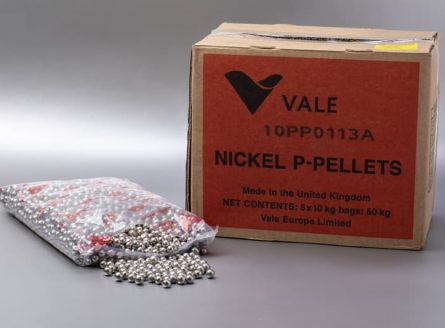 VALE
10PP0113A
NICKEL P-PELLETS
Made in the United Kingdom
NET CONTENTS: 5x10 kg bags: 50 kg
Vale Europe Limited